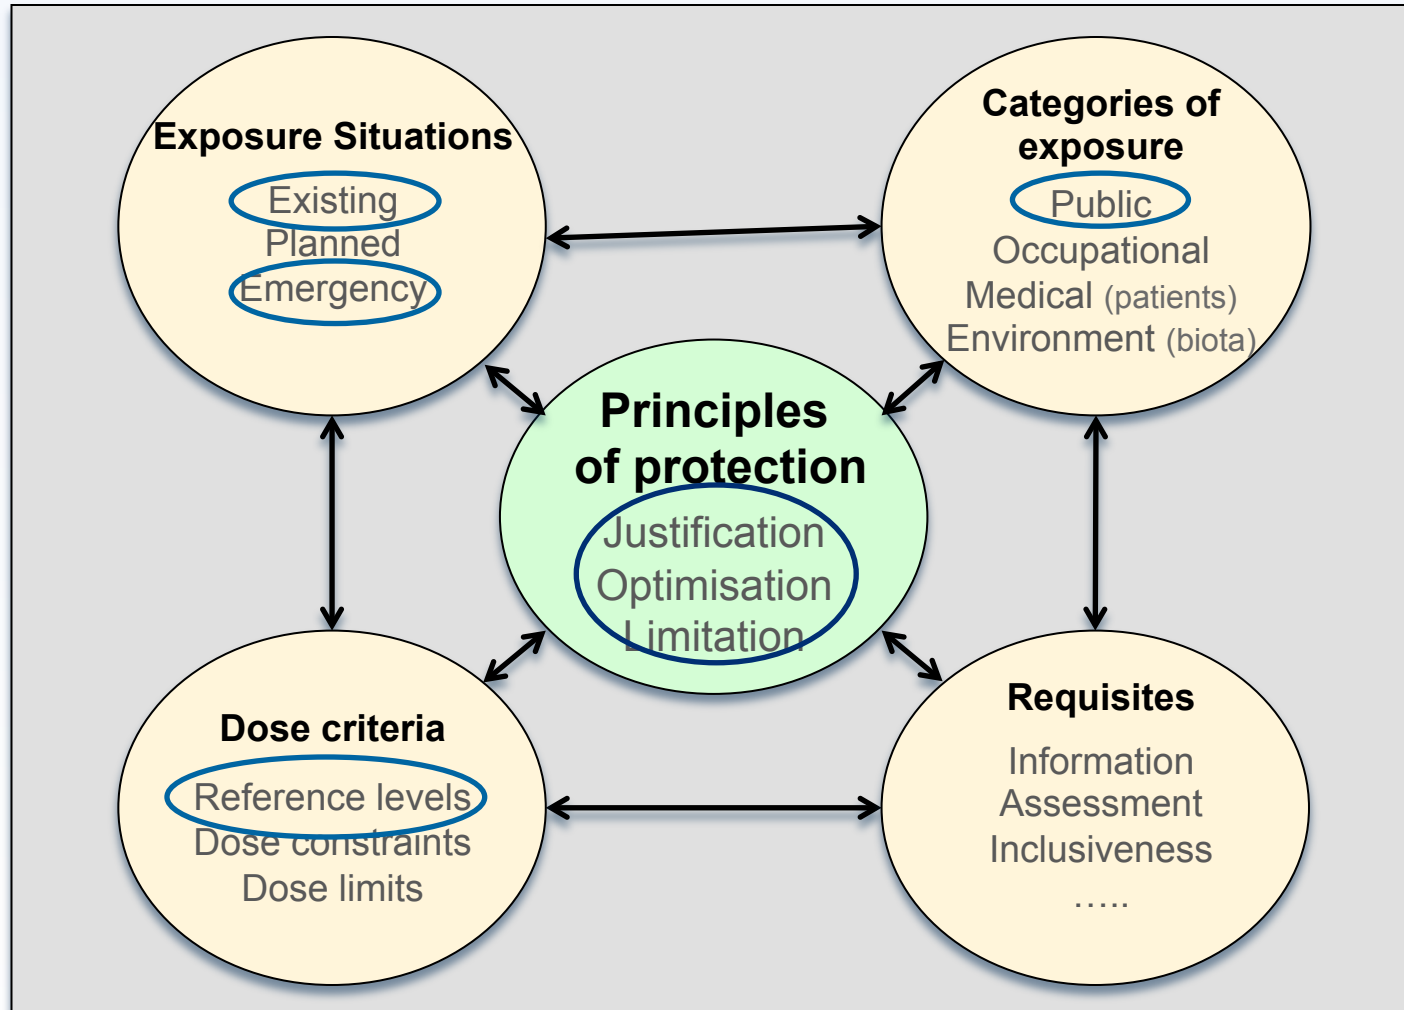 Exposure Situations
Existing
Planned
Emergency
Categories of
exposure
Public
Occupational
Medical (patients)
Environment (biota)
Principles
of protection
Justification
Optimisation
Limitation
Dose criteria
Reference levels
Dose constraints
Dose limits
Requisites
Information
Assessment
Inclusiveness
…..